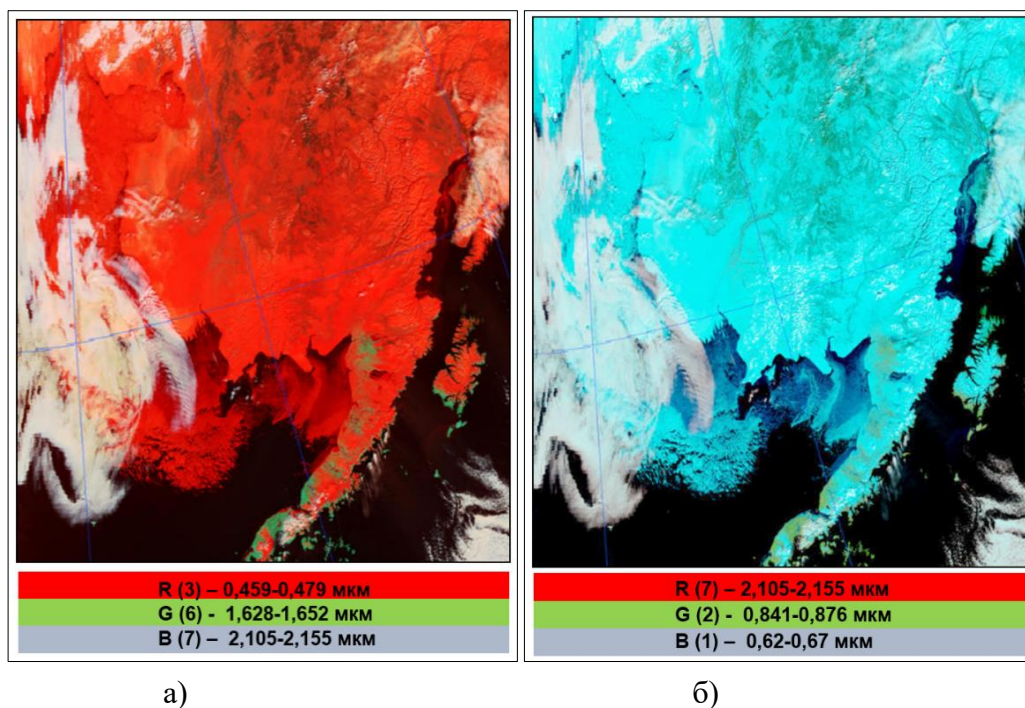 R (3) – 0,459-0,479 мкм
G (6) - 1,628-1,652 мкм
B (7) – 2,105-2,155 мкм
R (7) – 2,105-2,155 мкм
G (2) – 0,841-0,876 мкм
B (1) – 0,62-0,67 мкм
а)
б)